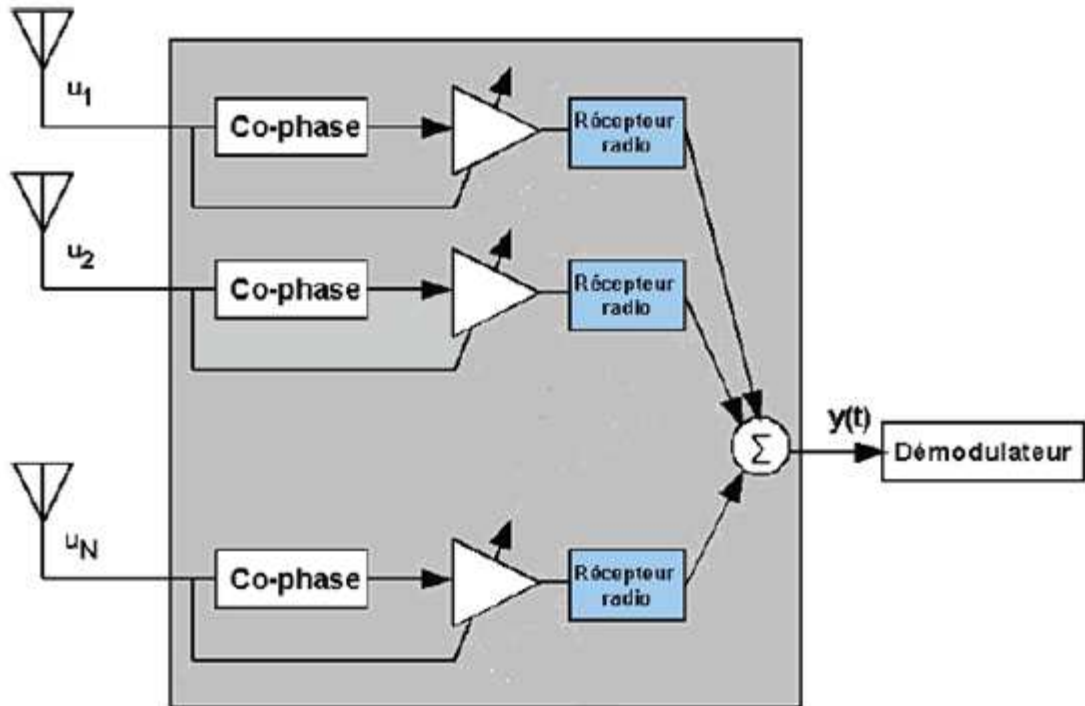 u1
Co-phase
Récepteur
radio
u2
Co-phase
Récepteur
radio
y(t)
Σ
Démodulateur
uN
Co-phase
Récepteur
radio